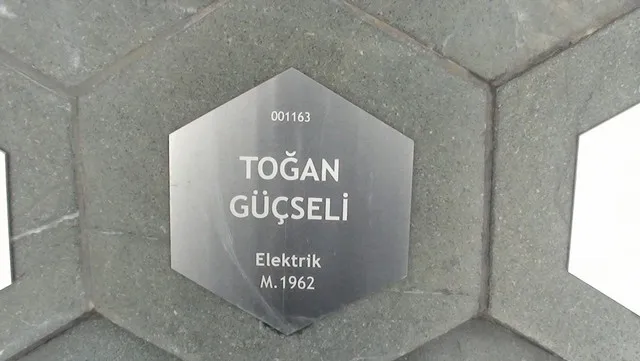 001163
TOĞAN
GÜÇSELİ
Elektrik
M.1962